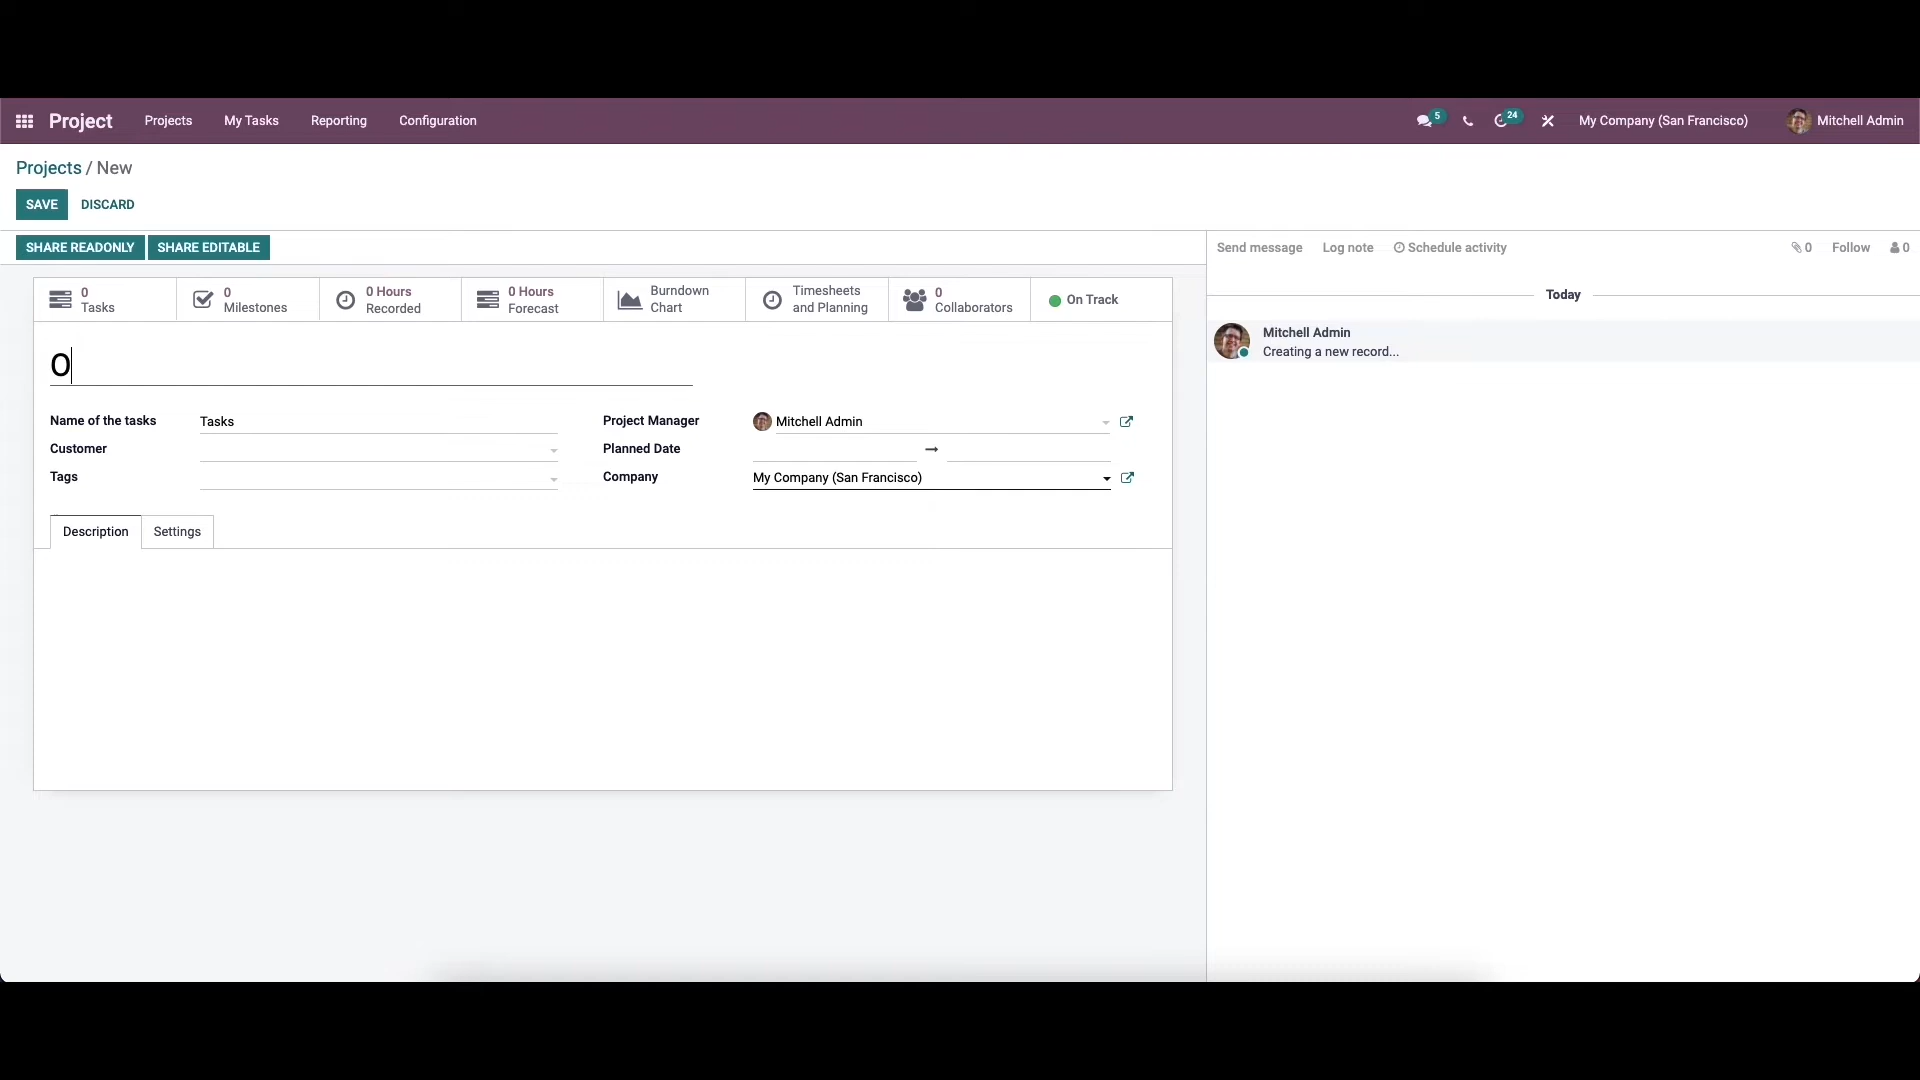 Project Projects My Tasks Reporting Configuration 5 24 My Company (San Francisco) Mitchell Admin
Projects / New
SAVE DISCARD
SHARE READONLY SHARE EDITABLE Send message Log note Schedule activity 0 Follow 0
0 Tasks
0 Milestones
0 Hours Recorded
0 Hours Forecast
Burndown Chart
Timesheets and Planning
0 Collaborators
On Track
Today
Mitchell Admin
Creating a new record...
O
Name of the tasks Tasks Project Manager Mitchell Admin
Customer Planned Date →
Tags Company My Company (San Francisco)
Description Settings